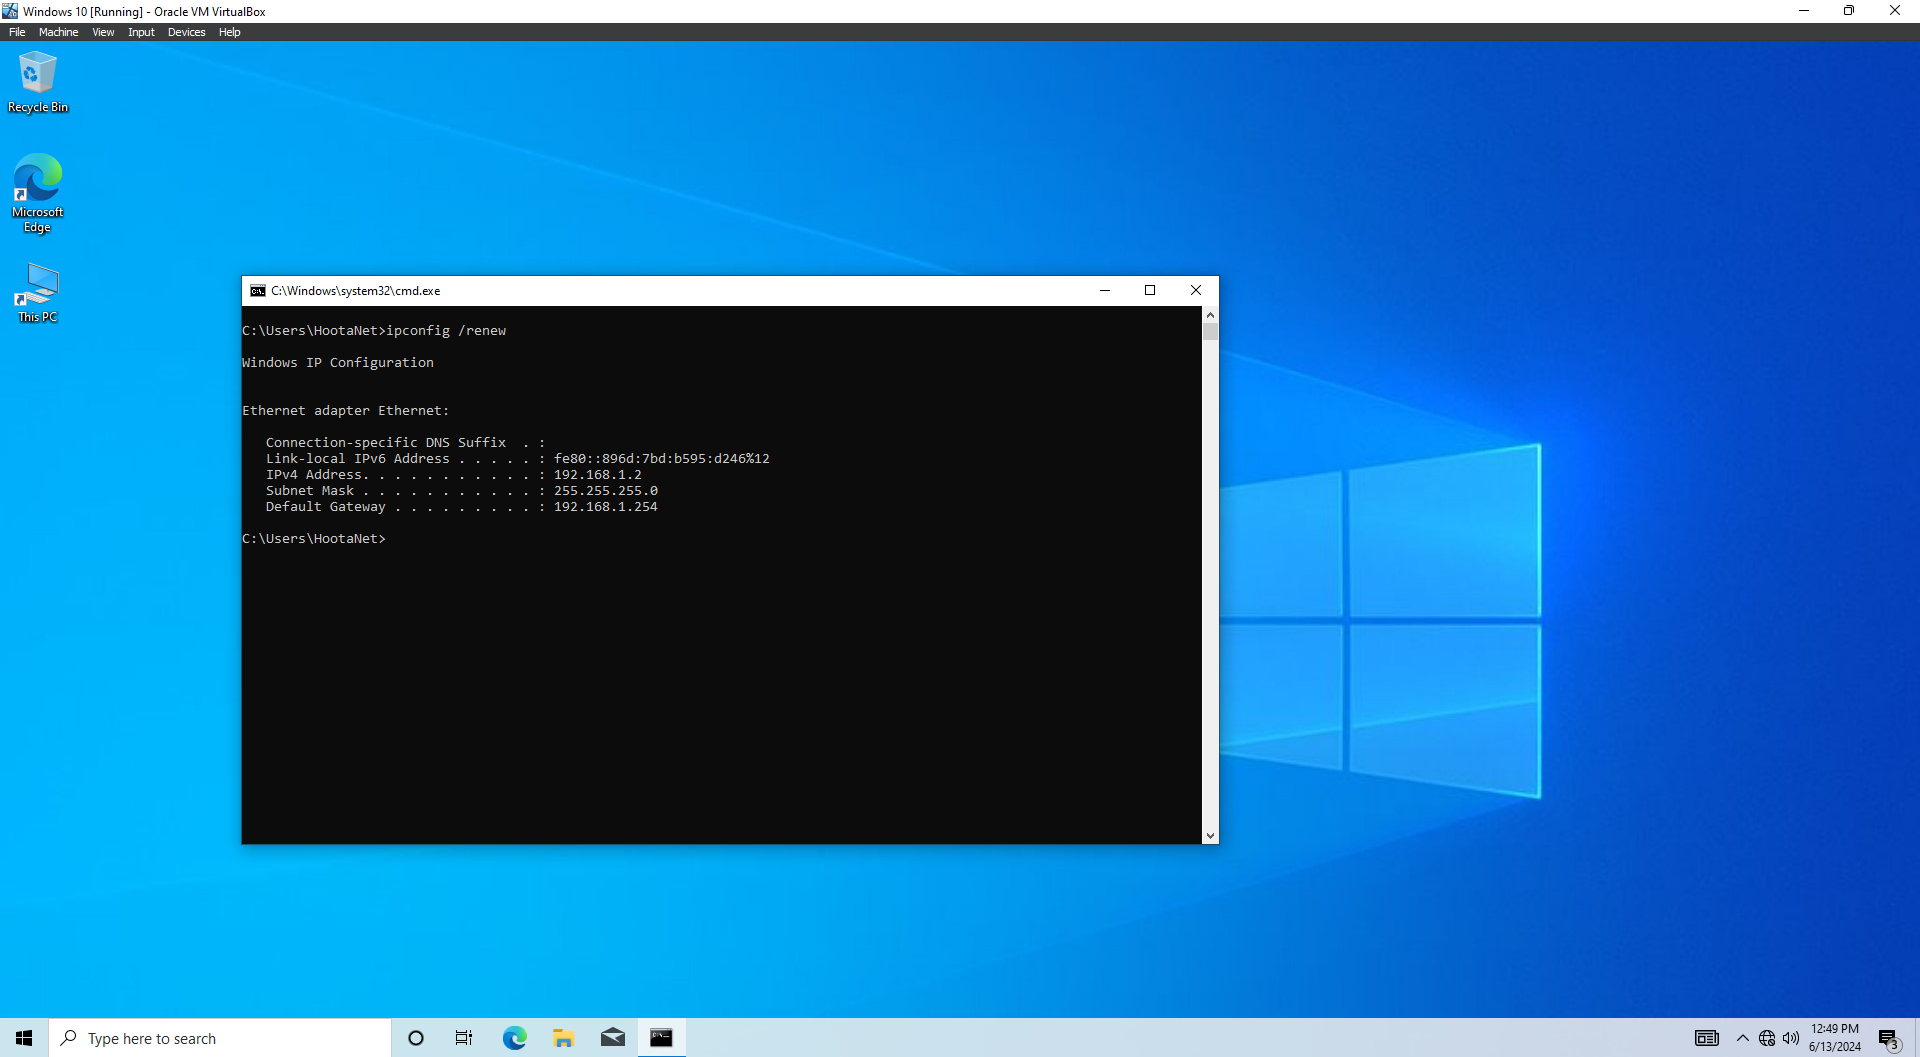 Windows 10 [Running] - Oracle VM VirtualBox
File Machine View Input Devices Help
Recycle Bin
Microsoft
Edge
This PC
C:\Windows\system32\cmd.exe
C:\Users\HootaNet>ipconfig /renew
Windows IP Configuration
Ethernet adapter Ethernet:
Connection-specific DNS Suffix  . :
Link-local IPv6 Address . . . . . : fe80::896d:7bd:b595:d246%12
IPv4 Address. . . . . . . . . . . : 192.168.1.2
Subnet Mask . . . . . . . . . . . : 255.255.255.0
Default Gateway . . . . . . . . . : 192.168.1.254
C:\Users\HootaNet>
Type here to search
12:49 PM
6/13/2024
3